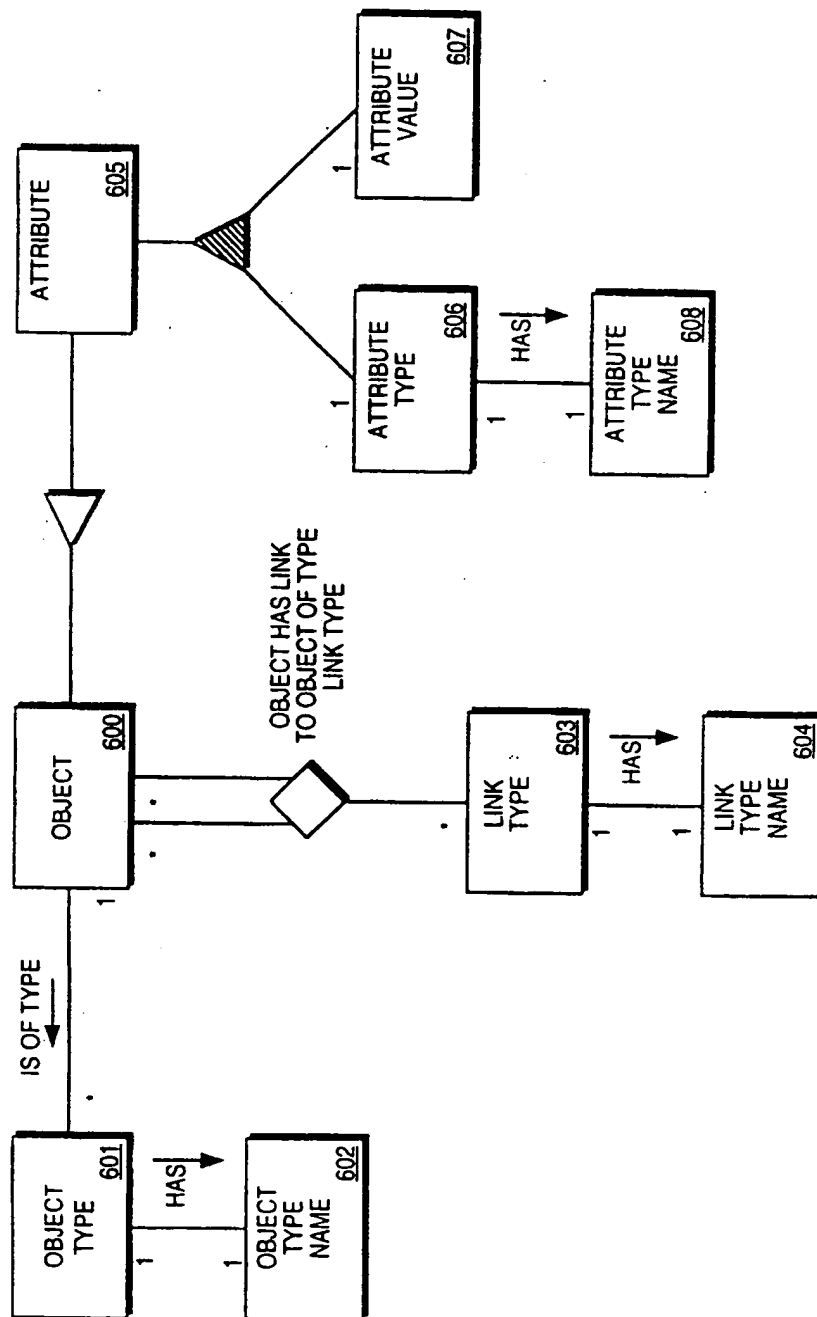 IS OF TYPE
OBJECT
TYPE
601
*
1
OBJECT
600
ATTRIBUTE
605
1
HAS
1
OBJECT
TYPE
NAME
602
*
*
OBJECT HAS LINK
TO OBJECT OF TYPE
LINK TYPE
*
LINK
TYPE
603
1
HAS
1
LINK
TYPE
NAME
604
1
ATTRIBUTE
TYPE
606
1
ATTRIBUTE
VALUE
607
1
HAS
1
ATTRIBUTE
TYPE
NAME
608